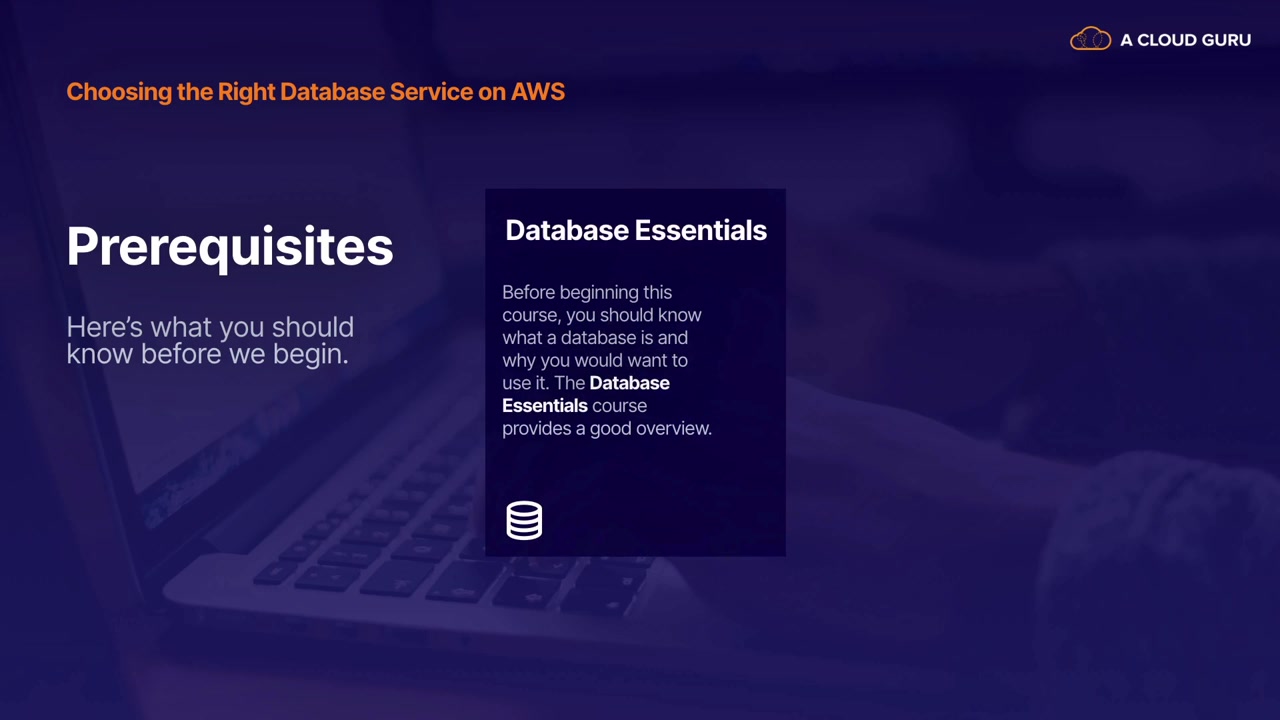 A CLOUD GURU
Choosing the Right Database Service on AWS
Prerequisites
Here’s what you should
know before we begin.
Database Essentials
Before beginning this
course, you should know
what a database is and
why you would want to
use it. The Database
Essentials course
provides a good overview.